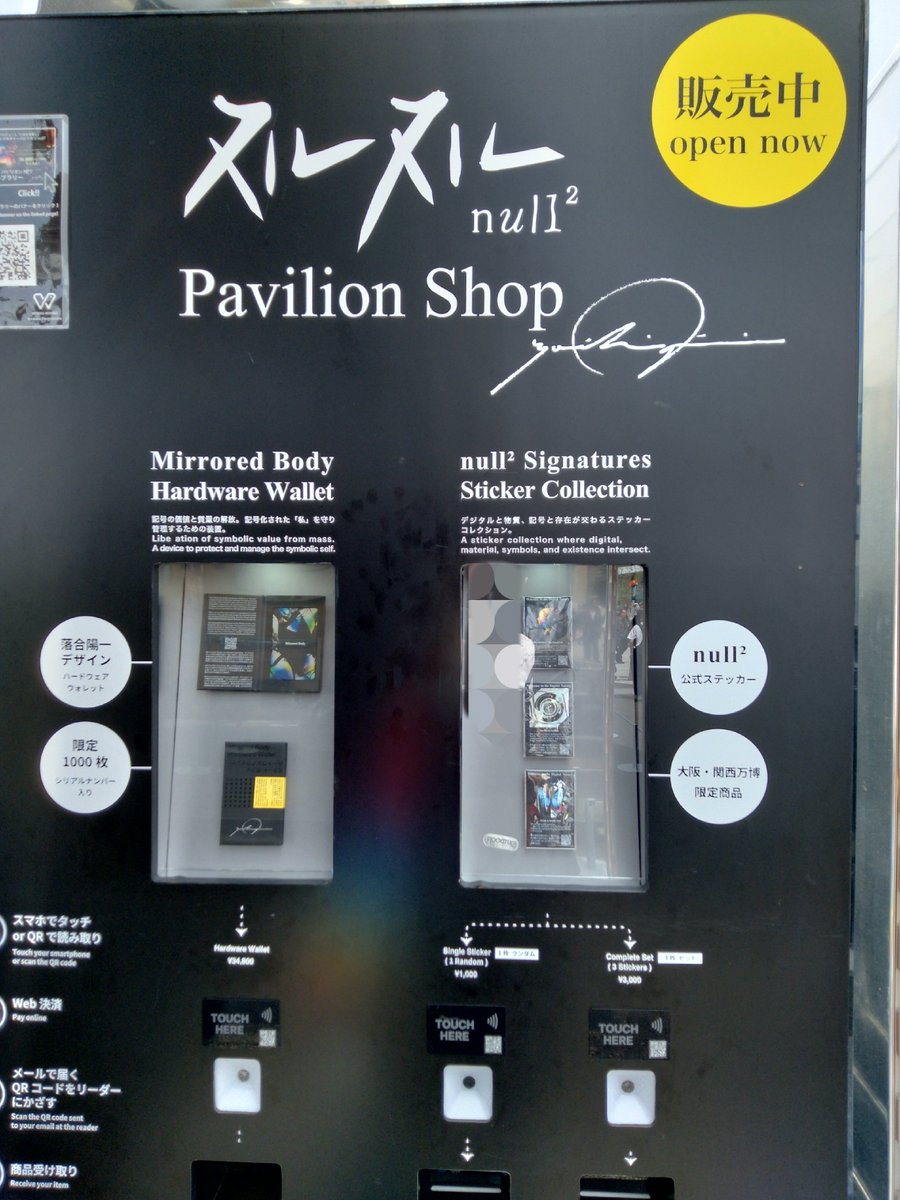 販売中
open now
ヌルヌル
null²
Pavilion Shop
Click!!
Mirrored Body
Hardware Wallet
記号の価値と質量の解放。記号化された「私」を守り
管理するための装置。
Libe ation of symbolic value from mass.
A device to protect and manage the symbolic self.
null² Signatures
Sticker Collection
デジタルと物質、記号と存在が交わるステッカー
コレクション。
A sticker collection where digital,
material, symbols, and existence intersect.
落合陽一
デザイン
ハードウェア
ウォレット
限定
1000 枚
シリアルナンバー
入り
Mirrored Body
null²
公式ステッカー
大阪・関西万博
限定商品
スマホでタッチ
or QR で読み取り
Touch your smartphone
or scan the QR code
Web 決済
Pay online
メールで届く
QR コードをリーダー
にかざす
Scan the QR code sent
to your email at the reader
商品受け取り
Receive your item
Hardware Wallet
TOUCH
HERE
Single Sticker
( 1 Random )
1 枚 ランダム
¥1,000
TOUCH
HERE
Complete Set
( 3 Stickers )
¥3,000
TOUCH
HERE